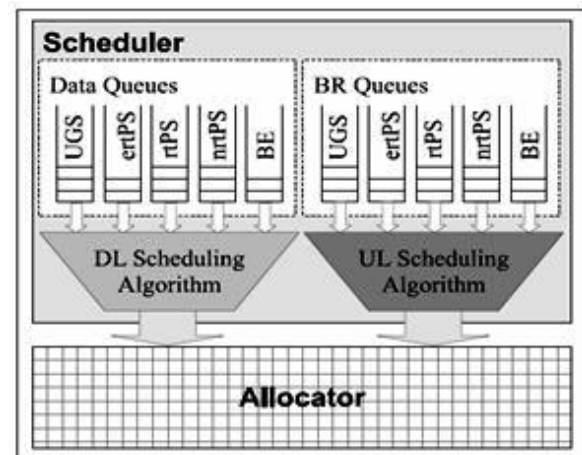 Scheduler
Data Queues
BR Queues
UGS
ertPS
rtPS
nrtPS
BE
UGS
ertPS
rtPS
nrtPS
BE
DL Scheduling
Algorithm
UL Scheduling
Algorithm
Allocator